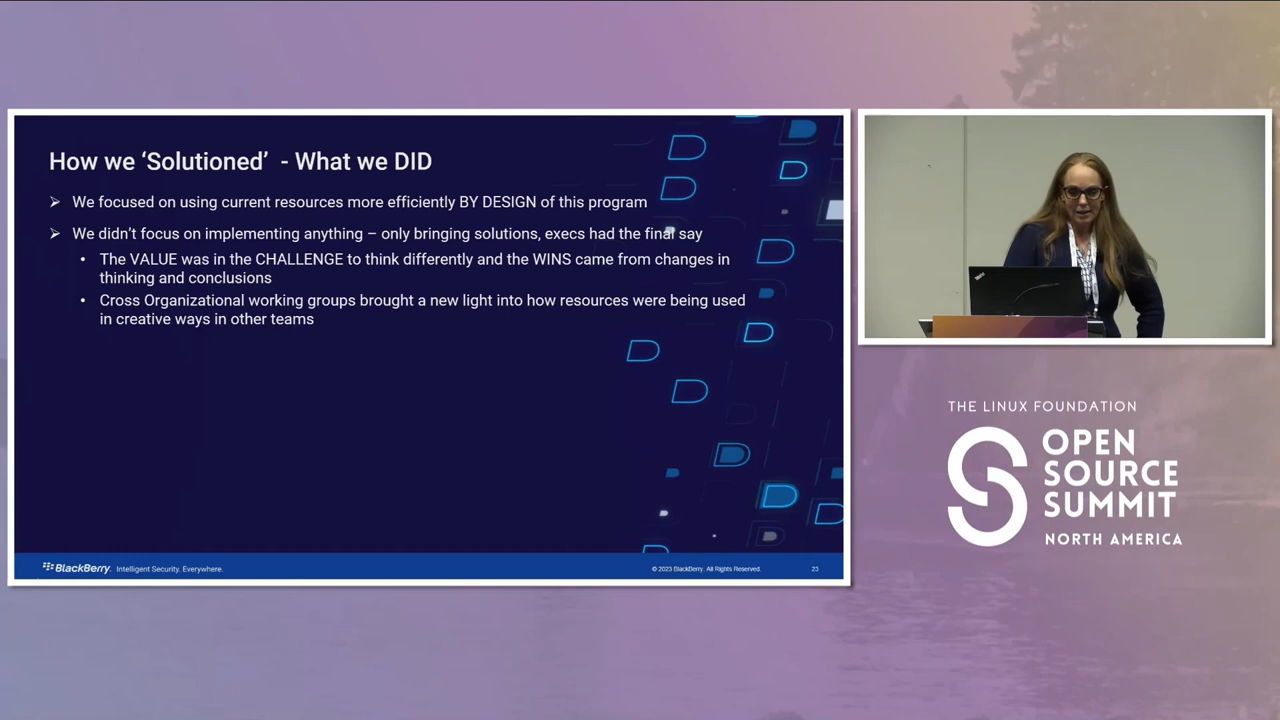 How we ‘Solutioned’ - What we DID
➢ We focused on using current resources more efficiently BY DESIGN of this program
➢ We didn’t focus on implementing anything – only bringing solutions, execs had the final say
• The VALUE was in the CHALLENGE to think differently and the WINS came from changes in
thinking and conclusions
• Cross Organizational working groups brought a new light into how resources were being used
in creative ways in other teams
BlackBerry. Intelligent Security. Everywhere.
© 2023 BlackBerry. All Rights Reserved.
23
THE LINUX FOUNDATION
OPEN
SOURCE
SUMMIT
NORTH AMERICA